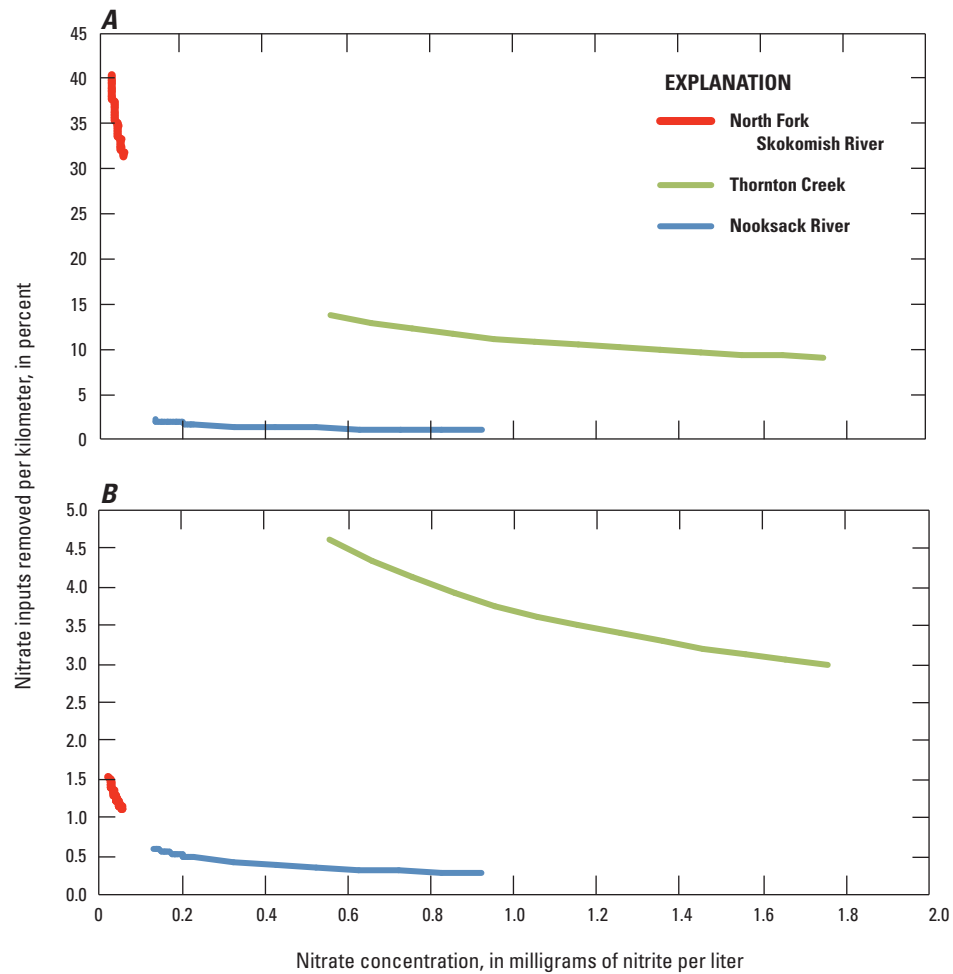 A
45
40
35
30
25
20
15
10
5
0
EXPLANATION
North Fork
Skokomish River
Thornton Creek
Nooksack River
Nitrate inputs removed per kilometer, in percent
B
5.0
4.5
4.0
3.5
3.0
2.5
2.0
1.5
1.0
0.5
0.0
0 0.2 0.4 0.6 0.8 1.0 1.2 1.4 1.6 1.8 2.0
Nitrate concentration, in milligrams of nitrite per liter